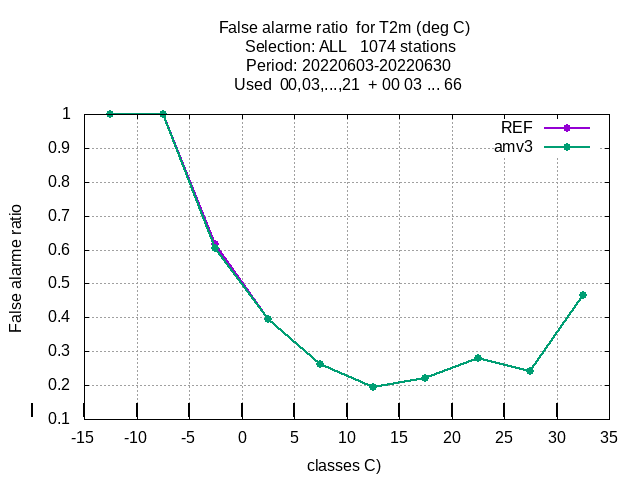 False alarme ratio  for T2m (deg C)
Selection: ALL   1074 stations
Period: 20220603-20220630
Used  00,03,...,21  + 00 03 ... 66
REF
amv3
1
0.9
0.8
0.7
0.6
0.5
0.4
0.3
0.2
0.1
False alarme ratio
-15 -10 -5 0 5 10 15 20 25 30 35
classes C)